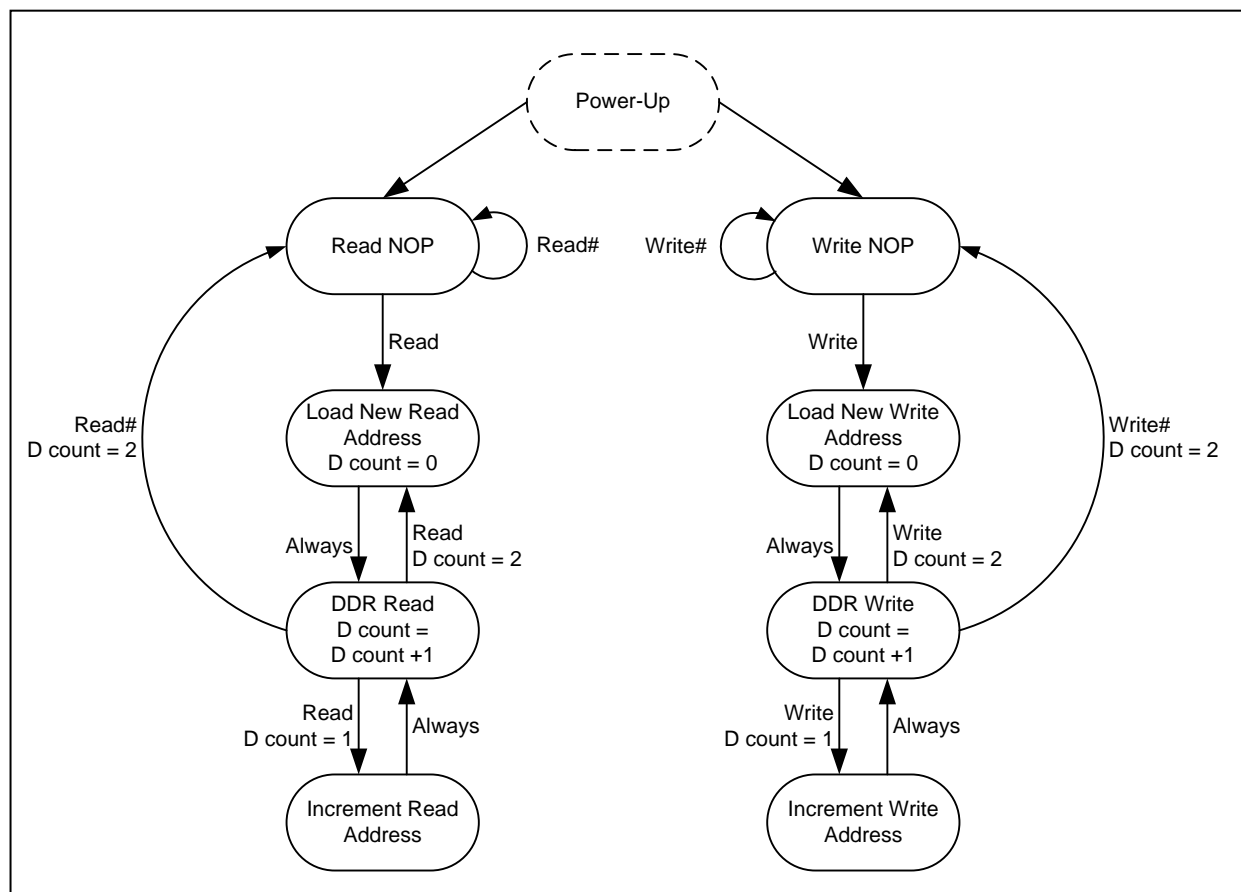 Power-Up
Read NOP
Read#
Write#
Write NOP
Read
Write
Load New Read
Address
D count = 0
Load New Write
Address
D count = 0
Read#
D count = 2
Write#
D count = 2
Always
Read
D count = 2
Always
Write
D count = 2
DDR Read
D count =
D count +1
DDR Write
D count =
D count +1
Read
D count = 1
Always
Write
D count = 1
Always
Increment Read
Address
Increment Write
Address